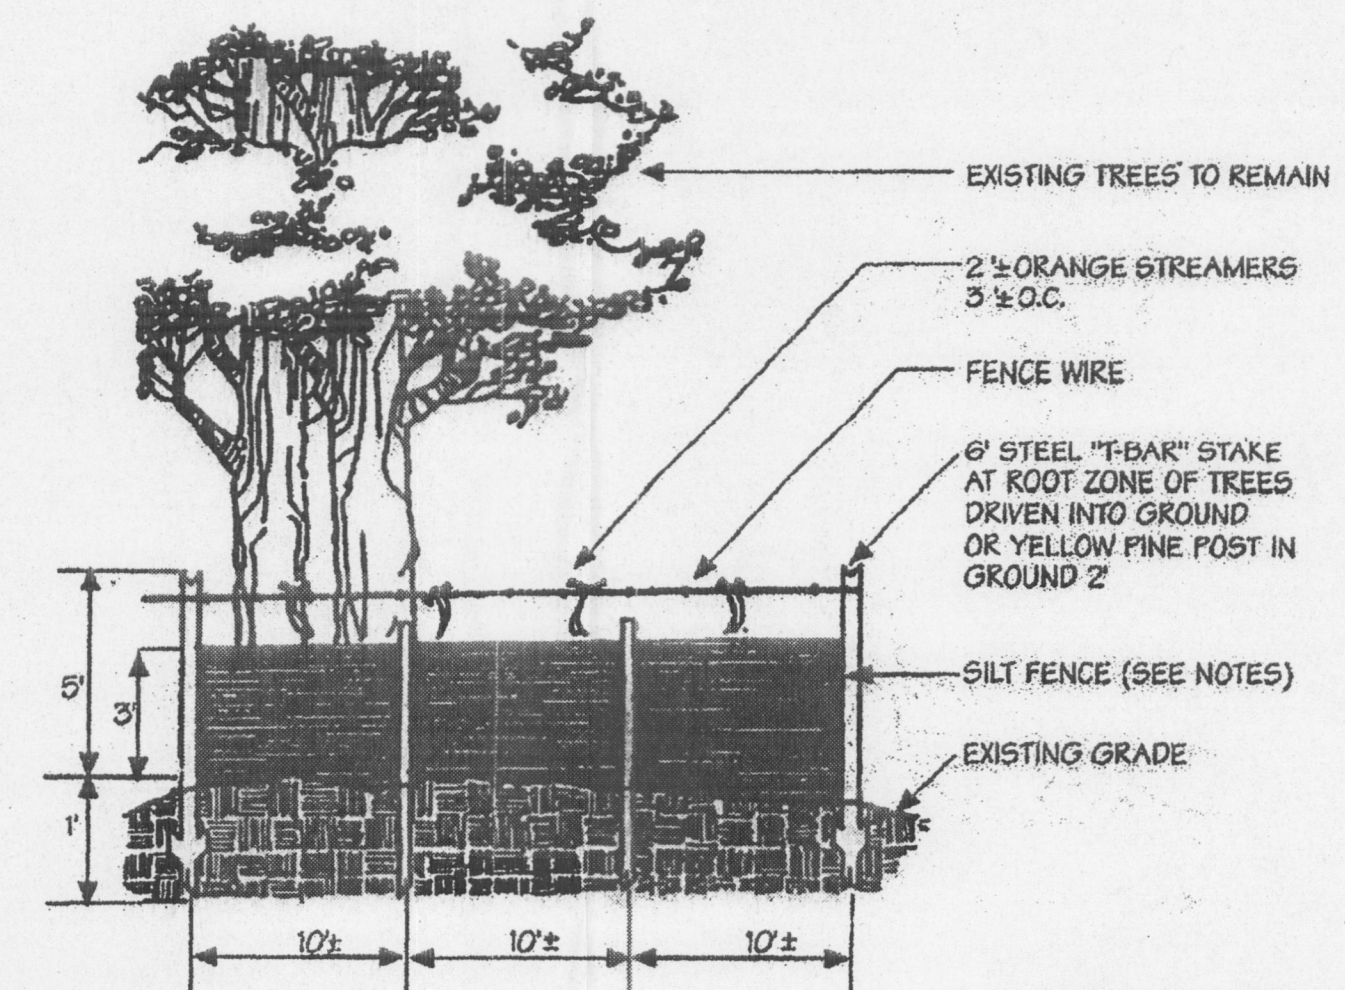 EXISTING TREES TO REMAIN
2'± ORANGE STREAMERS
3'± O.C.
FENCE WIRE
6' STEEL "T-BAR" STAKE
AT ROOT ZONE OF TREES
DRIVEN INTO GROUND
OR YELLOW PINE POST IN
GROUND 2'
SILT FENCE (SEE NOTES)
EXISTING GRADE
5'
3'
1'
10'±
10'±
10'±